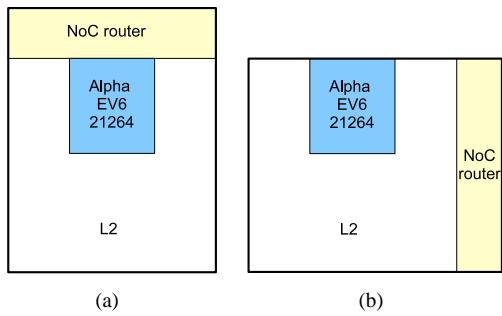 NoC router
Alpha
EV6
21264
L2
(a)
Alpha
EV6
21264
L2
NoC
router
(b)